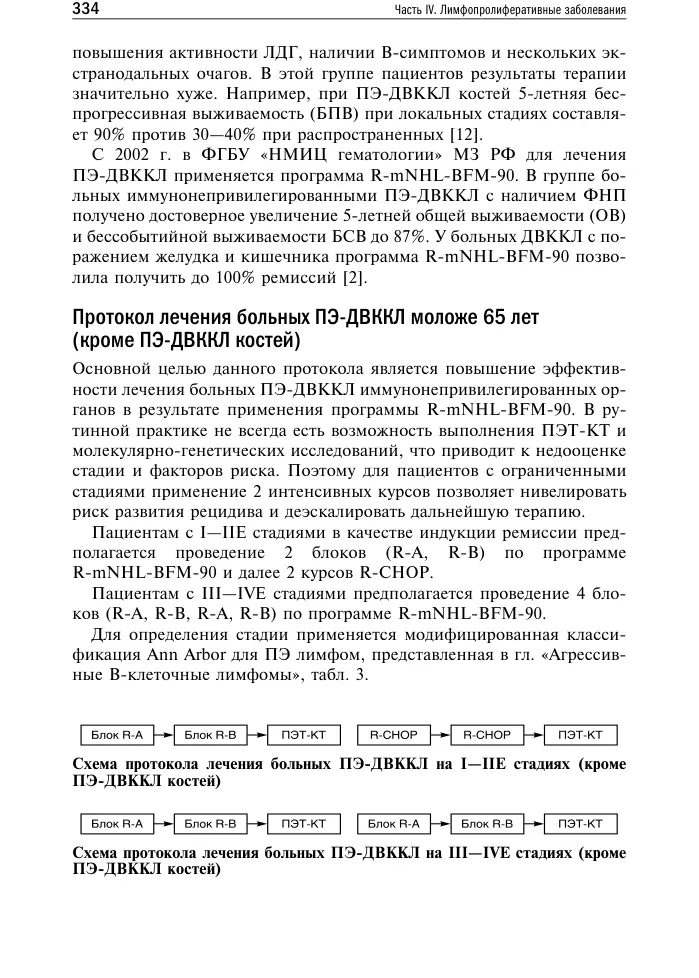 334
Часть IV. Лимфопролиферативные заболевания
повышения активности ЛДГ, наличии В-симптомов и нескольких эк-
странодальных очагов. В этой группе пациентов результаты терапии
значительно хуже. Например, при ПЭ-ДВККЛ костей 5-летняя бес-
прогрессивная выживаемость (БПВ) при локальных стадиях составля-
ет 90% против 30—40% при распространенных [12].
С 2002 г. в ФГБУ «НМИЦ гематологии» МЗ РФ для лечения
ПЭ-ДВККЛ применяется программа R-mNHL-BFM-90. В группе бо-
льных иммунонепривилегированными ПЭ-ДВККЛ с наличием ФНП
получено достоверное увеличение 5-летней общей выживаемости (ОВ)
и бессобытийной выживаемости БСВ до 87%. У больных ДВККЛ с по-
ражением желудка и кишечника программа R-mNHL-BFM-90 позво-
лила получить до 100% ремиссий [2].
Протокол лечения больных ПЭ-ДВККЛ моложе 65 лет
(кроме ПЭ-ДВККЛ костей)
Основной целью данного протокола является повышение эффектив-
ности лечения больных ПЭ-ДВККЛ иммунонепривилегированных ор-
ганов в результате применения программы R-mNHL-BFM-90. В ру-
тинной практике не всегда есть возможность выполнения ПЭТ-КТ и
молекулярно-генетических исследований, что приводит к недооценке
стадии и факторов риска. Поэтому для пациентов с ограниченными
стадиями применение 2 интенсивных курсов позволяет нивелировать
риск развития рецидива и деэскалировать дальнейшую терапию.
Пациентам с I—IIE стадиями в качестве индукции ремиссии пред-
полагается проведение 2 блоков (R-A, R-B) по программе
R-mNHL-BFM-90 и далее 2 курсов R-CHOP.
Пациентам с III—IVE стадиями предполагается проведение 4 бло-
ков (R-A, R-B, R-A, R-B) по программе R-mNHL-BFM-90.
Для определения стадии применяется модифицированная класси-
фикация Ann Arbor для ПЭ лимфом, представленная в гл. «Агрессив-
ные В-клеточные лимфомы», табл. 3.
Блок R-A Блок R-B ПЭТ-КТ R-CHOP R-CHOP ПЭТ-КТ
Схема протокола лечения больных ПЭ-ДВККЛ на I—IIE стадиях (кроме
ПЭ-ДВККЛ костей)
Блок R-A Блок R-B ПЭТ-КТ Блок R-A Блок R-B ПЭТ-КТ
Схема протокола лечения больных ПЭ-ДВККЛ на III—IVE стадиях (кроме
ПЭ-ДВККЛ костей)